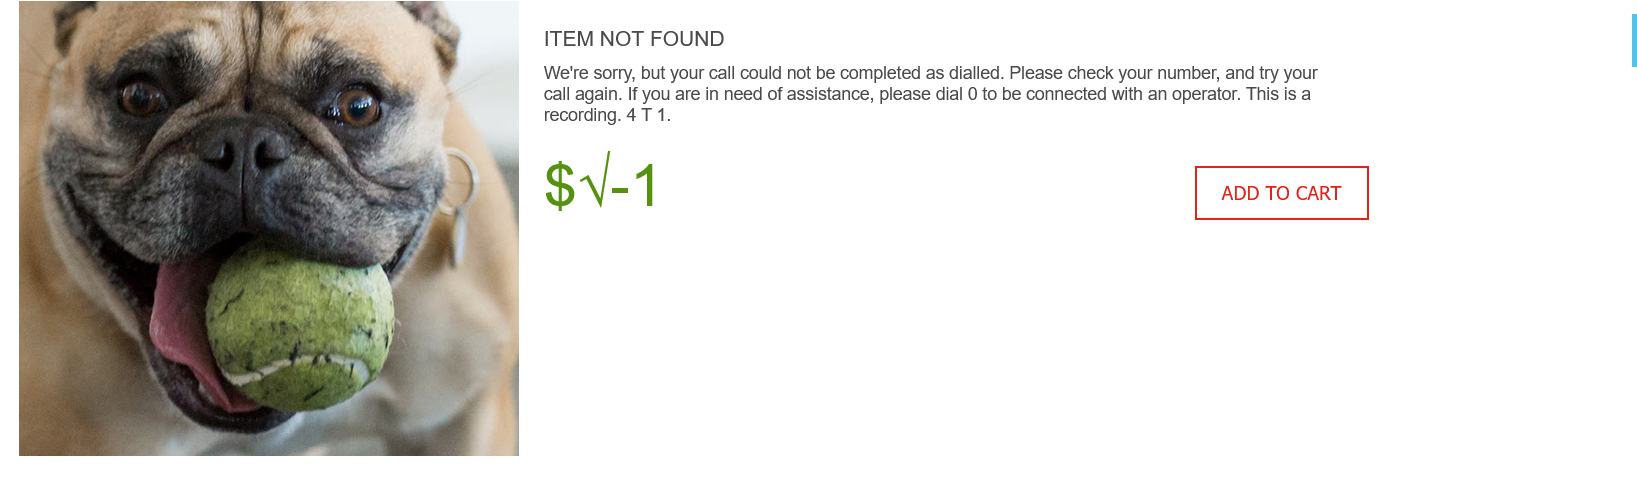 ITEM NOT FOUND
We're sorry, but your call could not be completed as dialled. Please check your number, and try your
call again. If you are in need of assistance, please dial 0 to be connected with an operator. This is a
recording. 4 T 1.
$√-1
ADD TO CART